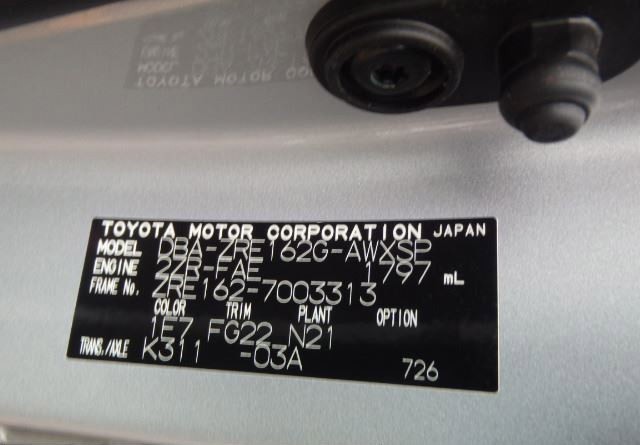 TOYOTA MOTOR CORPORATION JAPAN
MODEL DBA-ZRE162G-AWXSP
ENGINE 2ZR-FAE 1797 mL
FRAME No. ZRE162-7003313
COLOR TRIM PLANT OPTION
1E7 FG22 N21
TRANS./AXLE K311 -03A
726